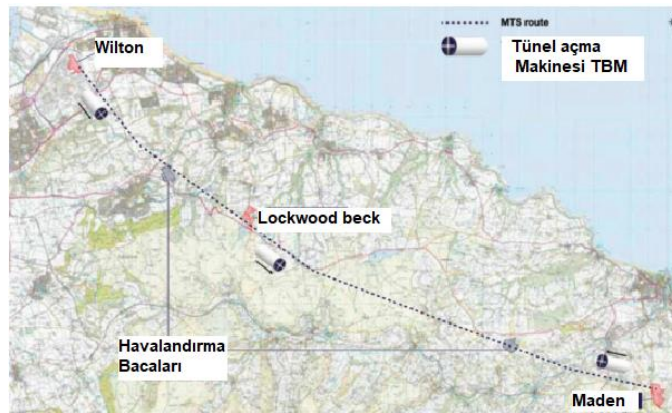 MTS route
Tünel açma
Makinesi TBM
Wilton
Lockwood beck
Havalandırma
Bacaları
Maden